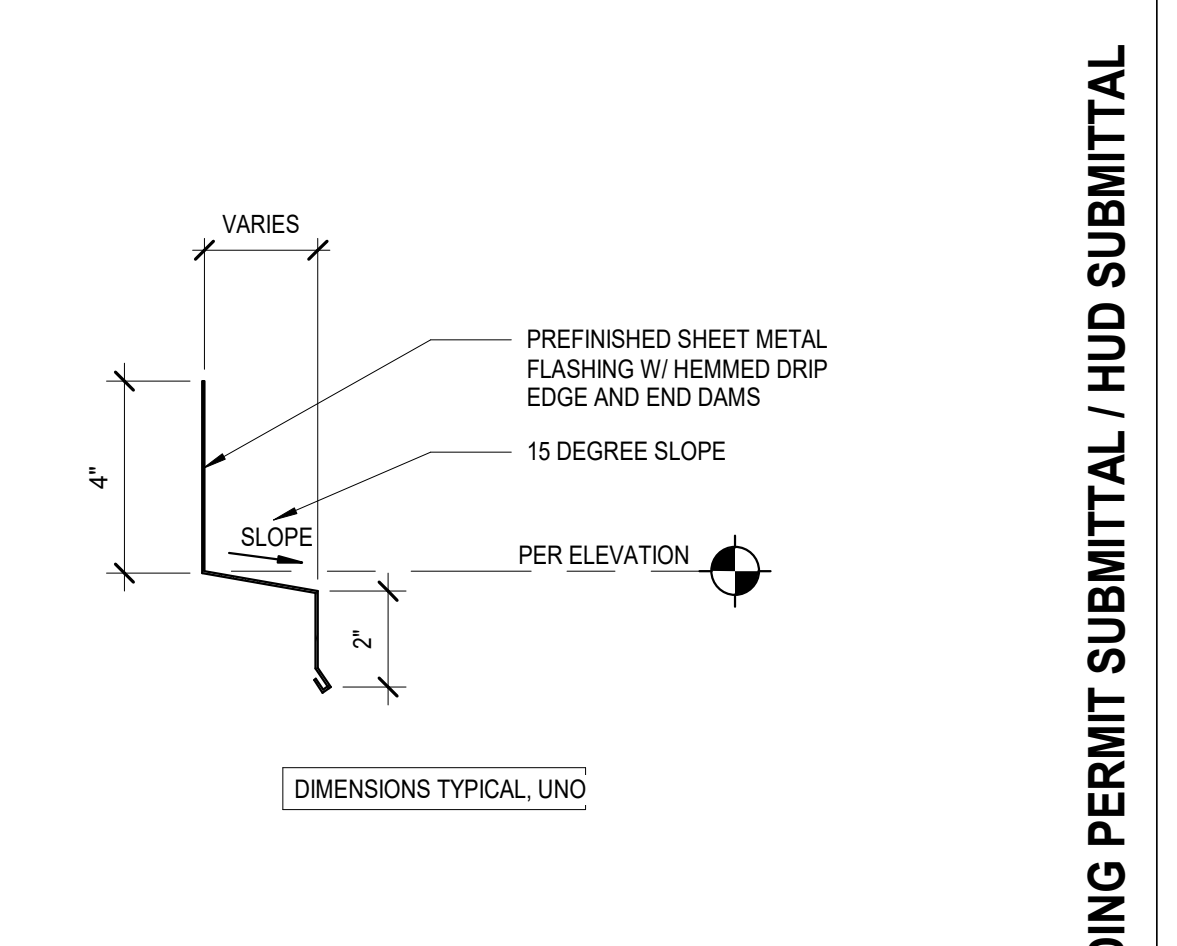 VARIES
PREFINISHED SHEET METAL
FLASHING W/ HEMMED DRIP
EDGE AND END DAMS
15 DEGREE SLOPE
4"
SLOPE
PER ELEVATION
2"
DIMENSIONS TYPICAL, UNO
DING PERMIT SUBMITTAL / HUD SUBMITTAL